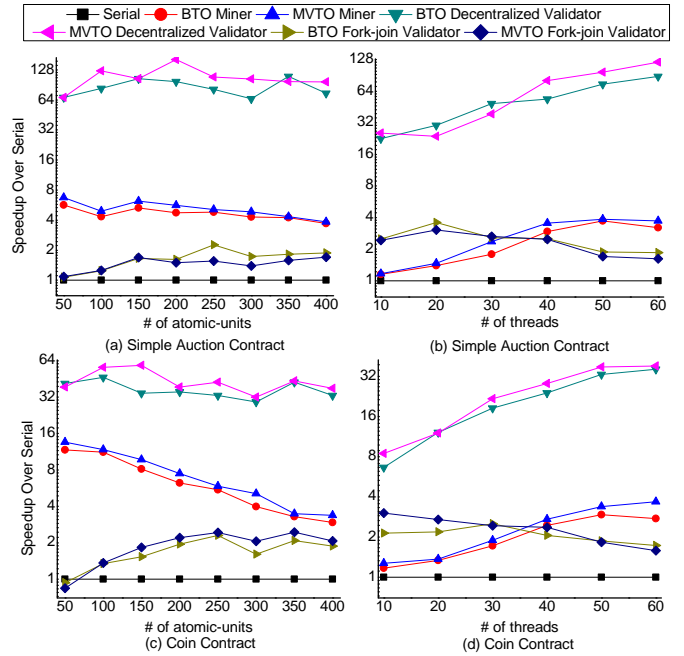 Serial BTO Miner MVTO Miner BTO Decentralized Validator
MVTO Decentralized Validator BTO Fork-join Validator MVTO Fork-join Validator
Speedup Over Serial
128
64
32
16
8
4
2
1
50 100 150 200 250 300 350 400
# of atomic-units
(a) Simple Auction Contract
128
64
32
16
8
4
2
1
10 20 30 40 50 60
# of threads
(b) Simple Auction Contract
Speedup Over Serial
64
32
16
8
4
2
1
50 100 150 200 250 300 350 400
# of atomic-units
(c) Coin Contract
32
16
8
4
2
1
10 20 30 40 50 60
# of threads
(d) Coin Contract